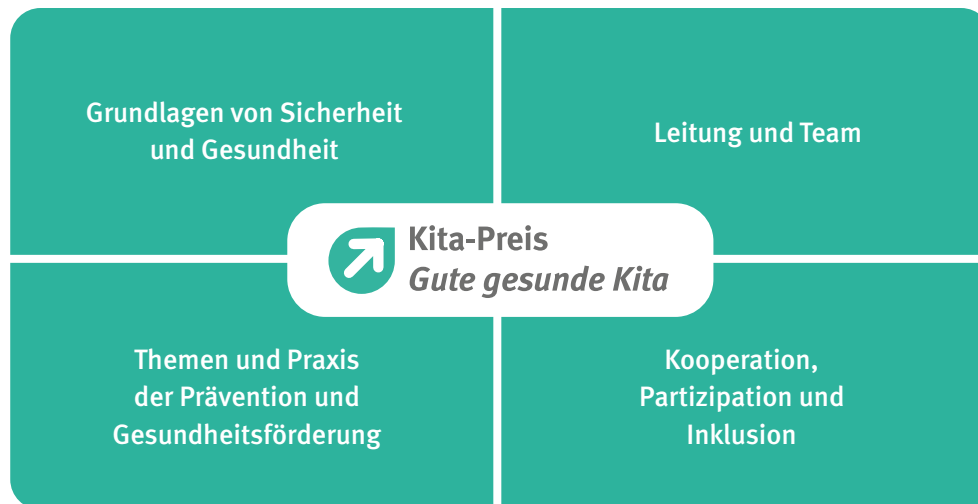 Grundlagen von Sicherheit
und Gesundheit
Leitung und Team
Kita-Preis
Gute gesunde Kita
Themen und Praxis
der Prävention und
Gesundheitsförderung
Kooperation,
Partizipation und
Inklusion